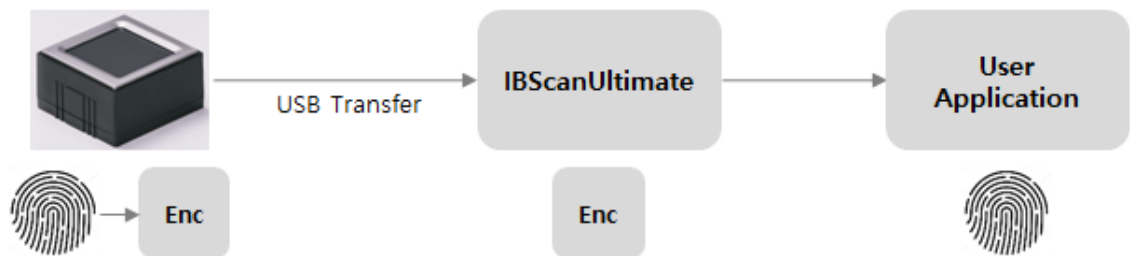 USB Transfer
IBScanUltimate
User
Application
Enc
Enc